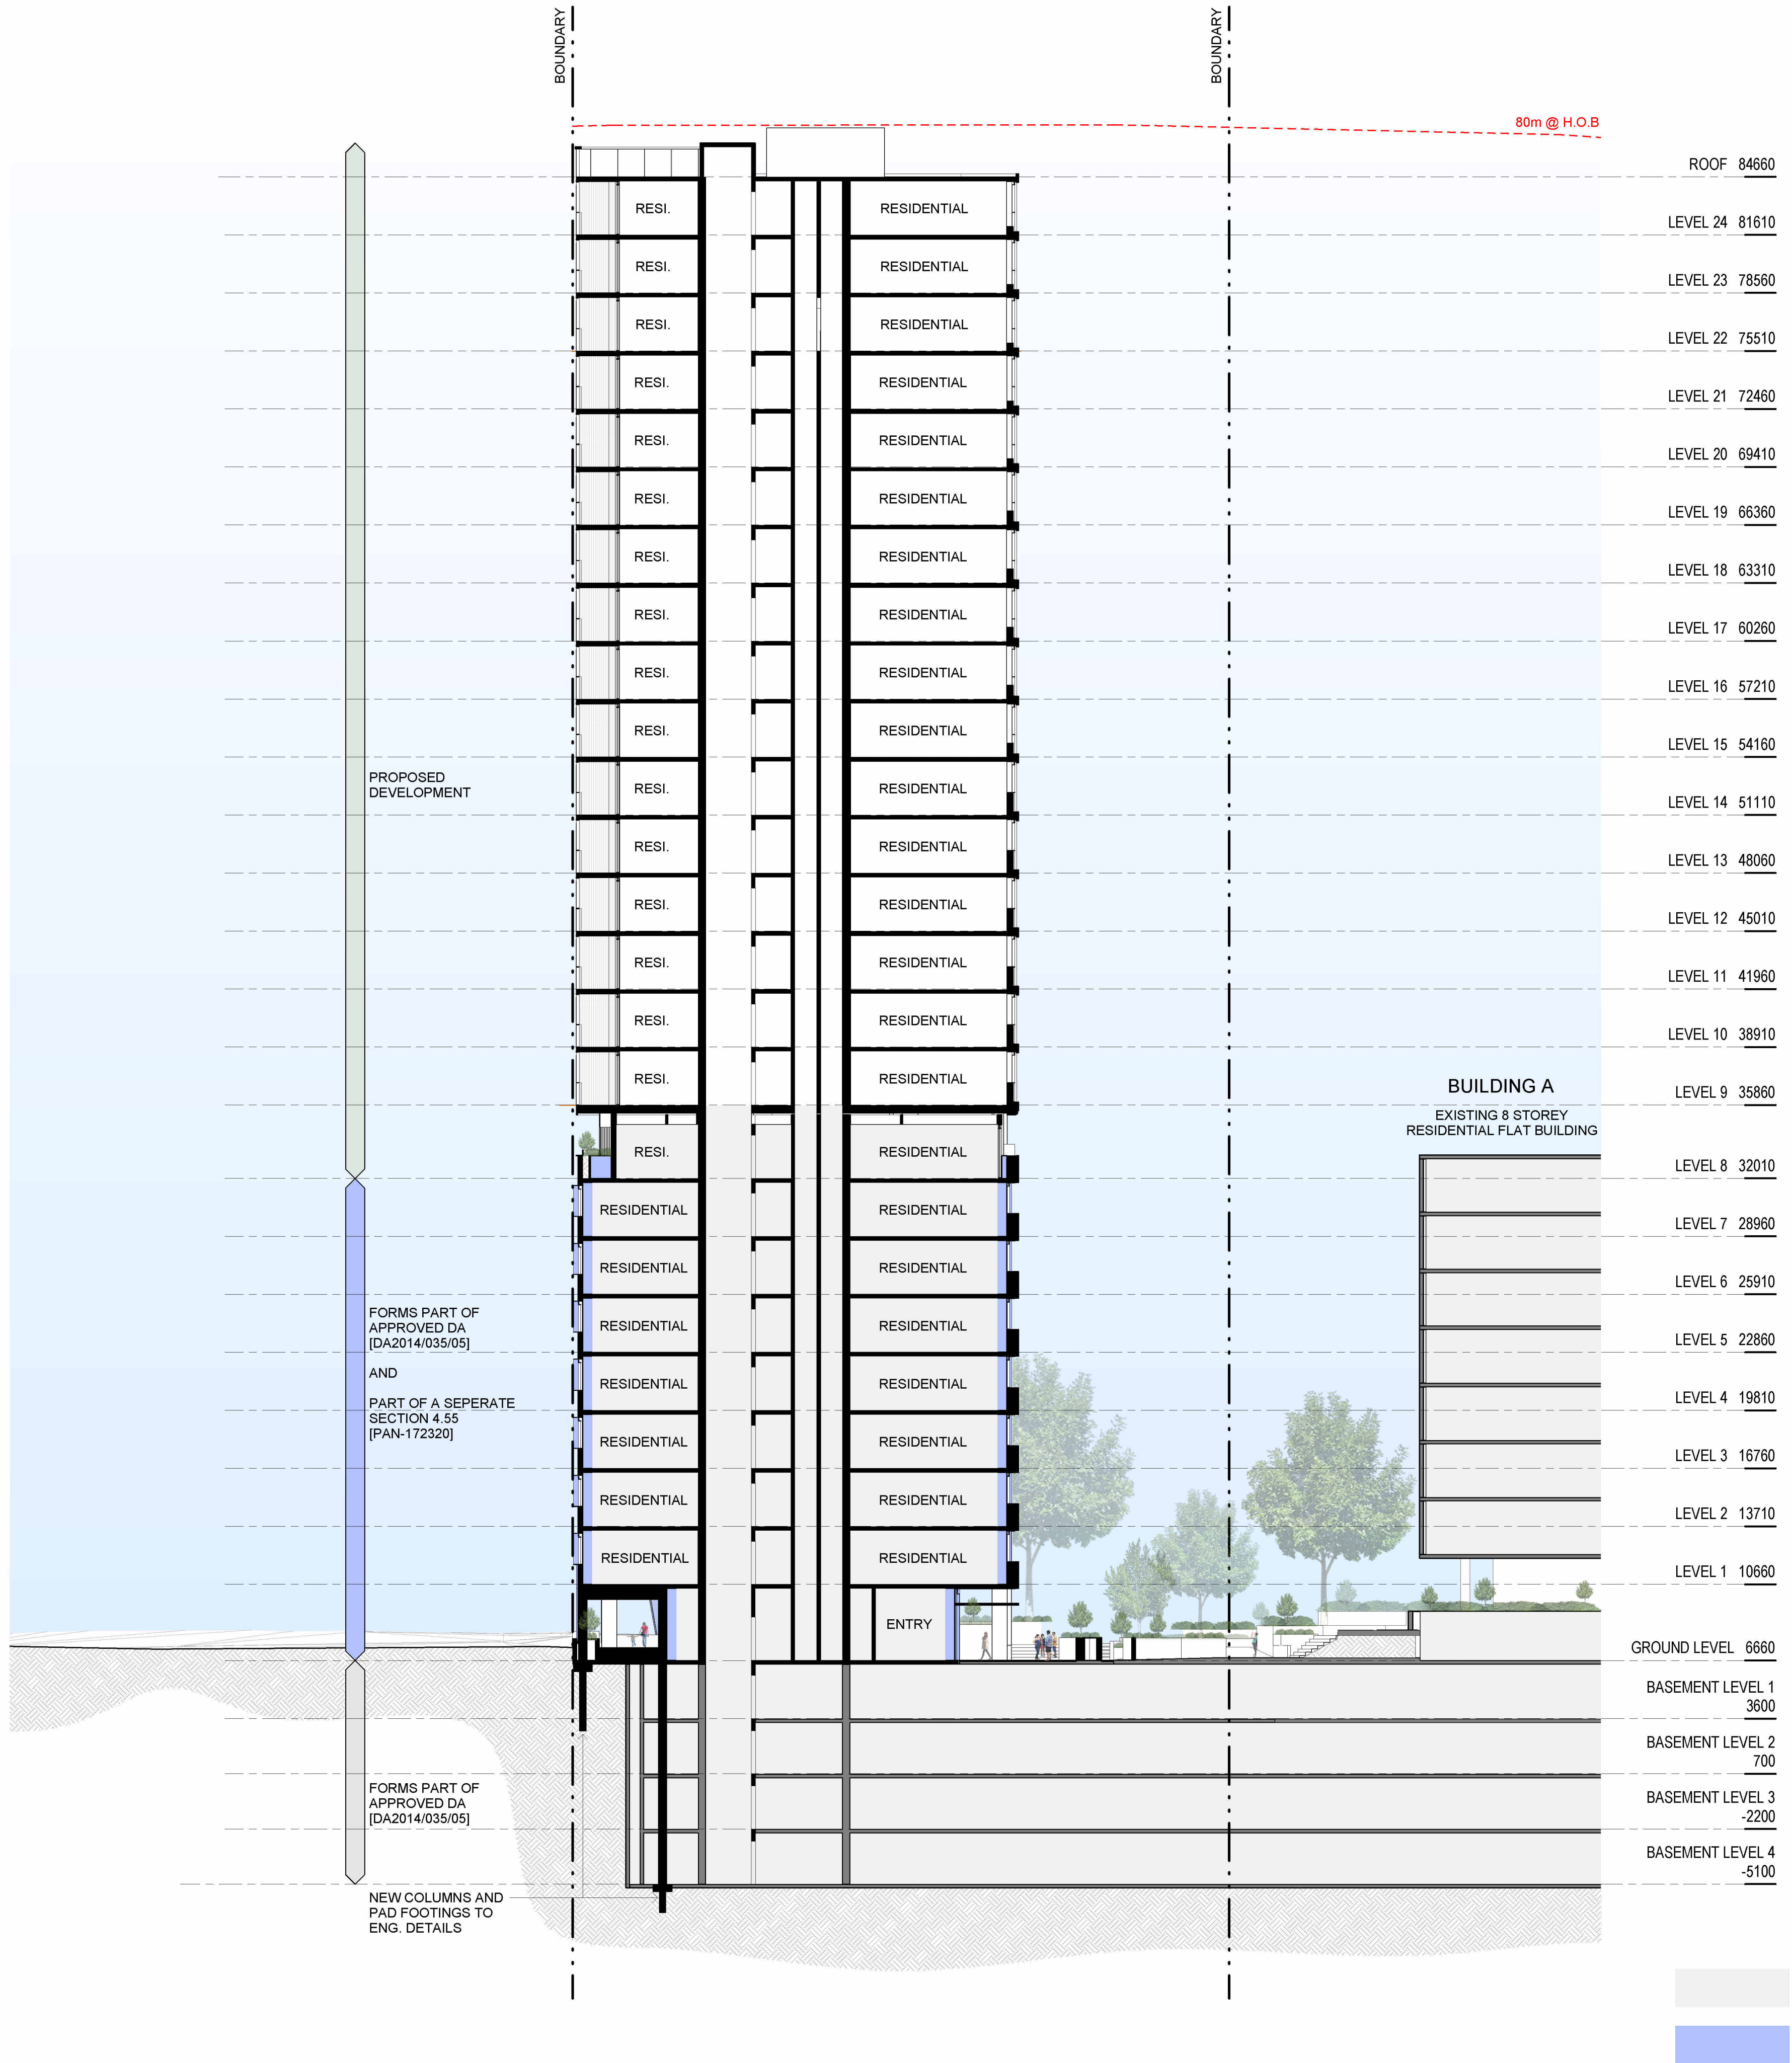 BOUNDARY
BOUNDARY
80m @ H.O.B
ROOF 84660
RESI. RESIDENTIAL
LEVEL 24 81610
RESI. RESIDENTIAL
LEVEL 23 78560
RESI. RESIDENTIAL
LEVEL 22 75510
RESI. RESIDENTIAL
LEVEL 21 72460
RESI. RESIDENTIAL
LEVEL 20 69410
RESI. RESIDENTIAL
LEVEL 19 66360
RESI. RESIDENTIAL
LEVEL 18 63310
RESI. RESIDENTIAL
LEVEL 17 60260
RESI. RESIDENTIAL
LEVEL 16 57210
RESI. RESIDENTIAL
LEVEL 15 54160
PROPOSED
DEVELOPMENT
RESI. RESIDENTIAL
LEVEL 14 51110
RESI. RESIDENTIAL
LEVEL 13 48060
RESI. RESIDENTIAL
LEVEL 12 45010
RESI. RESIDENTIAL
LEVEL 11 41960
RESI. RESIDENTIAL
LEVEL 10 38910
RESI. RESIDENTIAL
LEVEL 9 35860
BUILDING A
EXISTING 8 STOREY
RESIDENTIAL FLAT BUILDING
RESI. RESIDENTIAL
LEVEL 8 32010
RESIDENTIAL RESIDENTIAL
LEVEL 7 28960
RESIDENTIAL RESIDENTIAL
LEVEL 6 25910
FORMS PART OF
APPROVED DA
[DA2014/035/05]
AND
PART OF A SEPERATE
SECTION 4.55
[PAN-172320]
RESIDENTIAL RESIDENTIAL
LEVEL 5 22860
RESIDENTIAL RESIDENTIAL
LEVEL 4 19810
RESIDENTIAL RESIDENTIAL
LEVEL 3 16760
RESIDENTIAL RESIDENTIAL
LEVEL 2 13710
RESIDENTIAL RESIDENTIAL
LEVEL 1 10660
ENTRY
GROUND LEVEL 6660
BASEMENT LEVEL 1
3600
BASEMENT LEVEL 2
700
FORMS PART OF
APPROVED DA
[DA2014/035/05]
BASEMENT LEVEL 3
-2200
BASEMENT LEVEL 4
-5100
NEW COLUMNS AND
PAD FOOTINGS TO
ENG. DETAILS